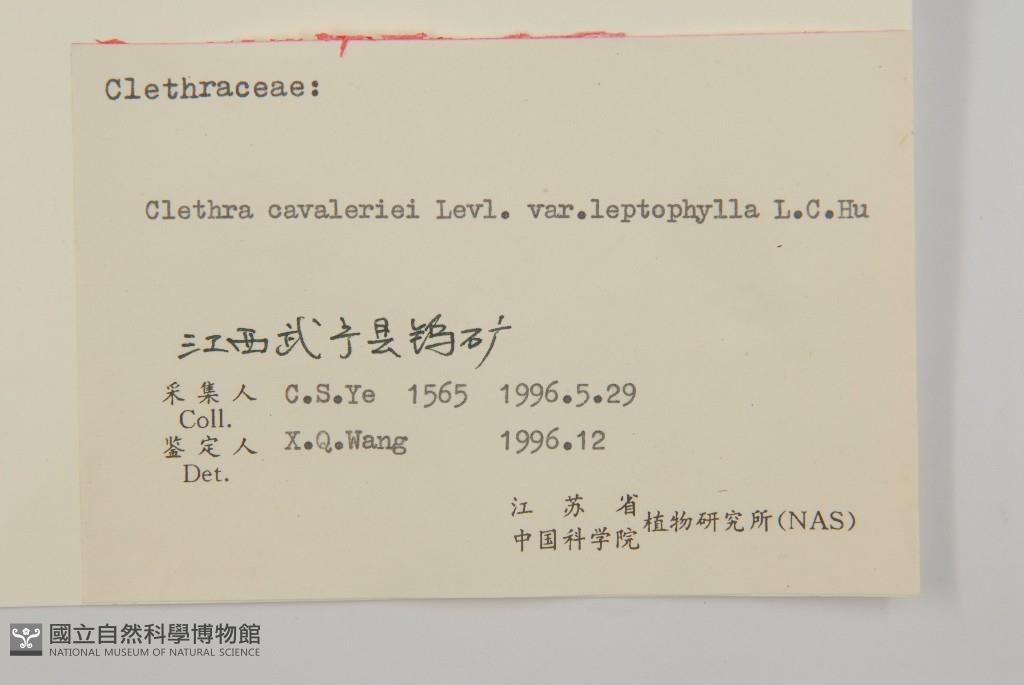 Clethraceae:
Clethra cavaleriei Levl. var.leptophylla L.C.Hu
江西武宁县钨矿
采集人 C.S.Ye 1565 1996.5.29
Coll.
鉴定人 X.Q.Wang 1996.12
Det.
江苏省
中国科学院 植物研究所(NAS)
國立自然科學博物館
NATIONAL MUSEUM OF NATURAL SCIENCE